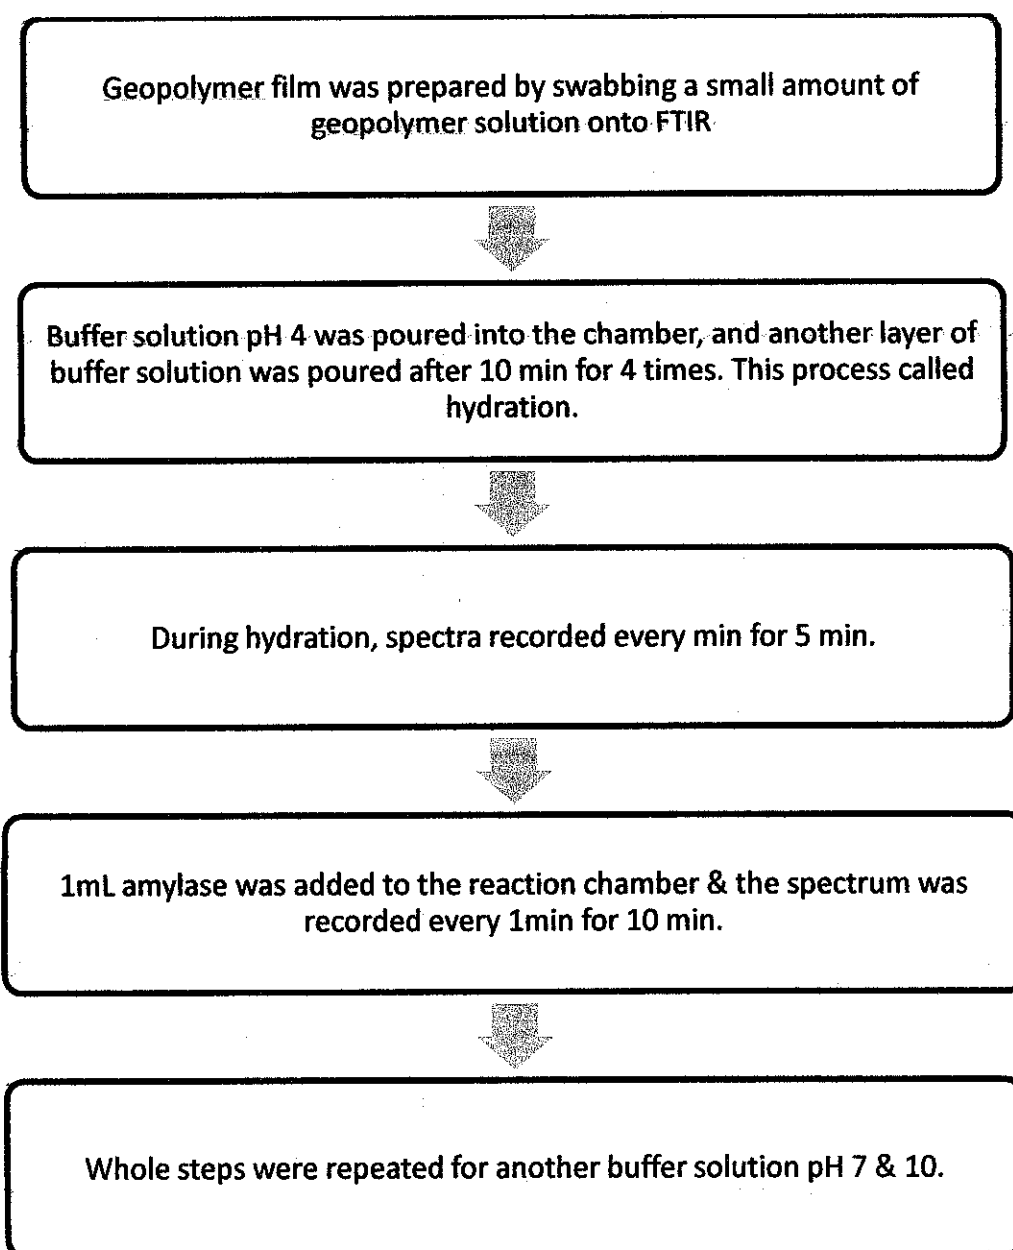 Geopolymer film was prepared by swabbing a small amount of
geopolymer solution onto FTIR
Buffer solution pH 4 was poured into the chamber, and another layer of
buffer solution was poured after 10 min for 4 times. This process called
hydration.
During hydration, spectra recorded every min for 5 min.
1mL amylase was added to the reaction chamber & the spectrum was
recorded every 1min for 10 min.
Whole steps were repeated for another buffer solution pH 7 & 10.